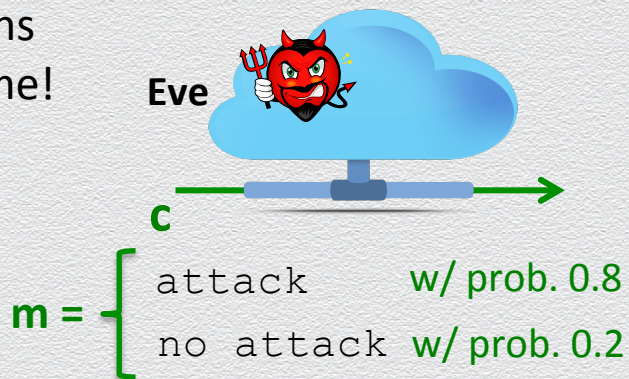 ns
ne!
Eve
c
m =
attack w/ prob. 0.8
no attack w/ prob. 0.2